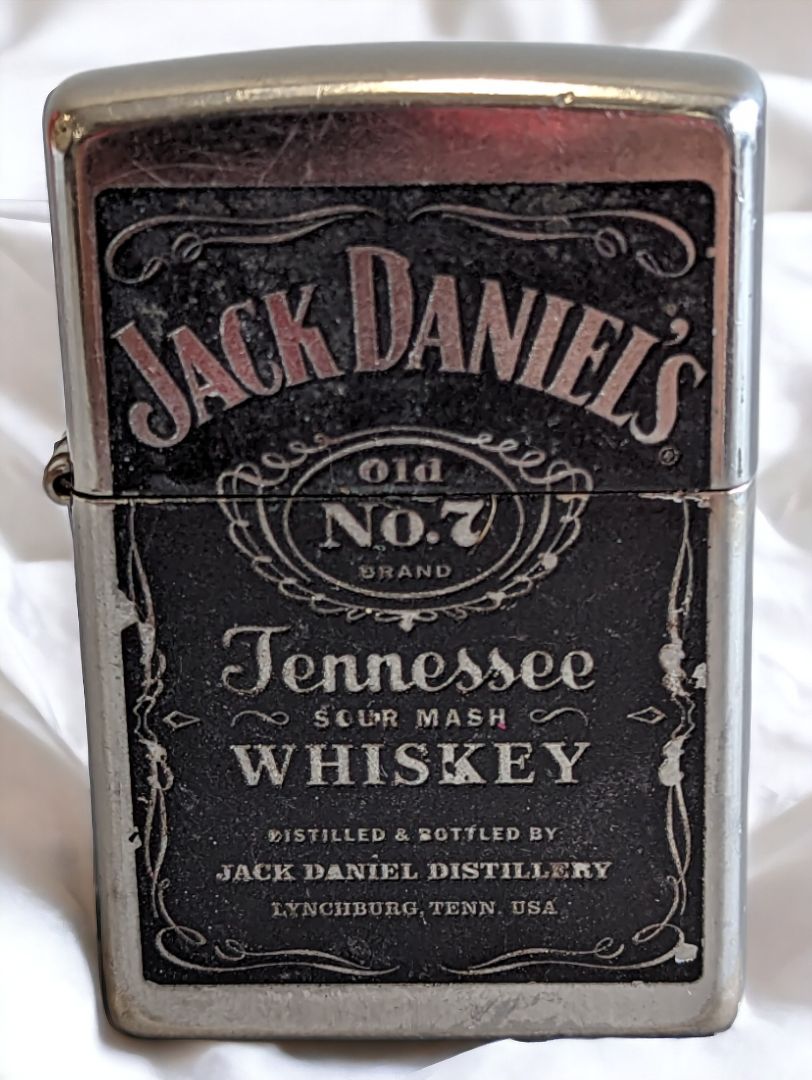 JACK DANIEL'S
®
Old
No.7
BRAND
Tennessee
SOUR MASH
WHISKEY
DISTILLED & BOTTLED BY
JACK DANIEL DISTILLERY
LYNCHBURG, TENN. USA